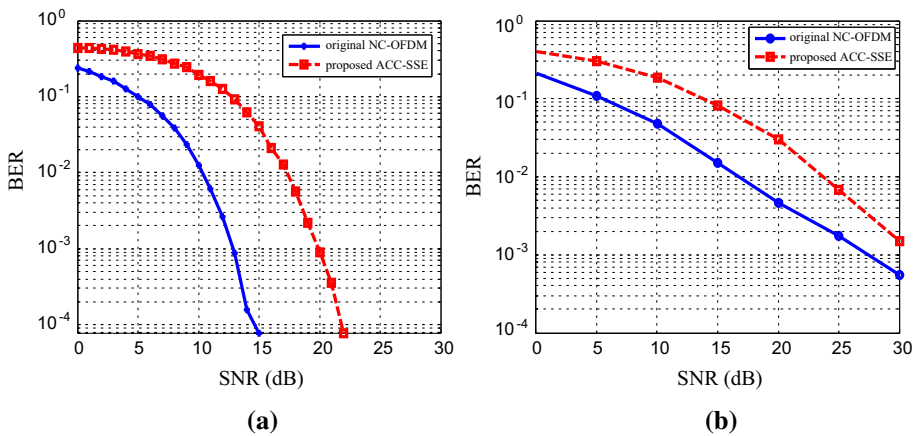 10^0
10^-1
10^-2
10^-3
10^-4
BER
0 5 10 15 20 25 30
SNR (dB)
original NC-OFDM
proposed ACC-SSE
(a)
10^0
10^-1
10^-2
10^-3
10^-4
BER
0 5 10 15 20 25 30
SNR (dB)
original NC-OFDM
proposed ACC-SSE
(b)